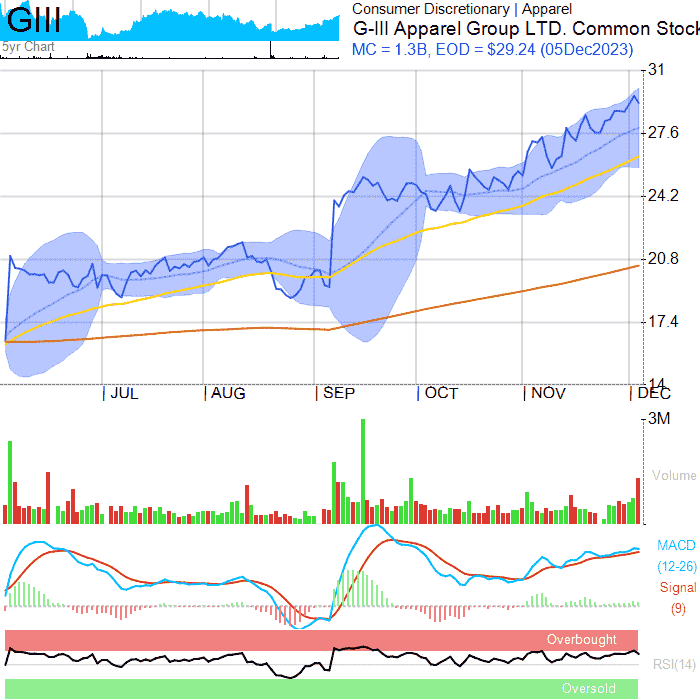 GIII
5yr Chart
Consumer Discretionary | Apparel
G-III Apparel Group LTD. Common Stock
MC = 1.3B, EOD = $29.24 (05Dec2023)
31
27.6
24.2
20.8
17.4
14
JUL
AUG
SEP
OCT
NOV
DEC
3M
Volume
MACD
(12-26)
Signal
(9)
Overbought
RSI(14)
Oversold